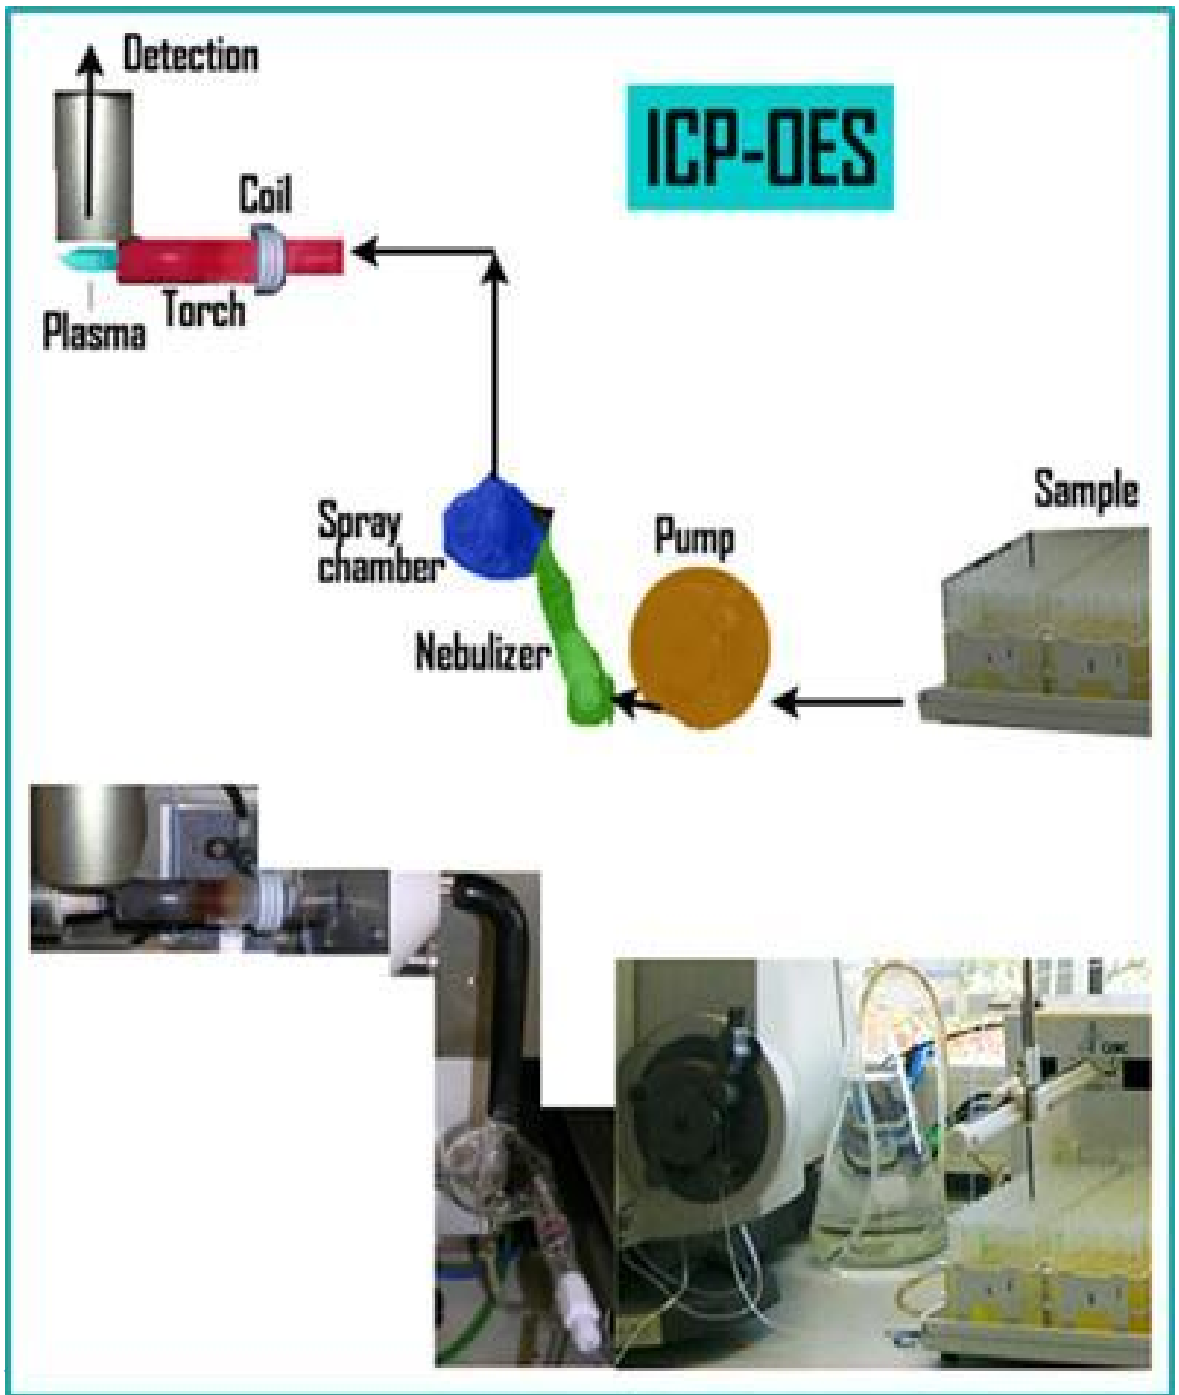 Detection
ICP-OES
Coil
Torch
Plasma
Sample
Spray
chamber
Pump
Nebulizer